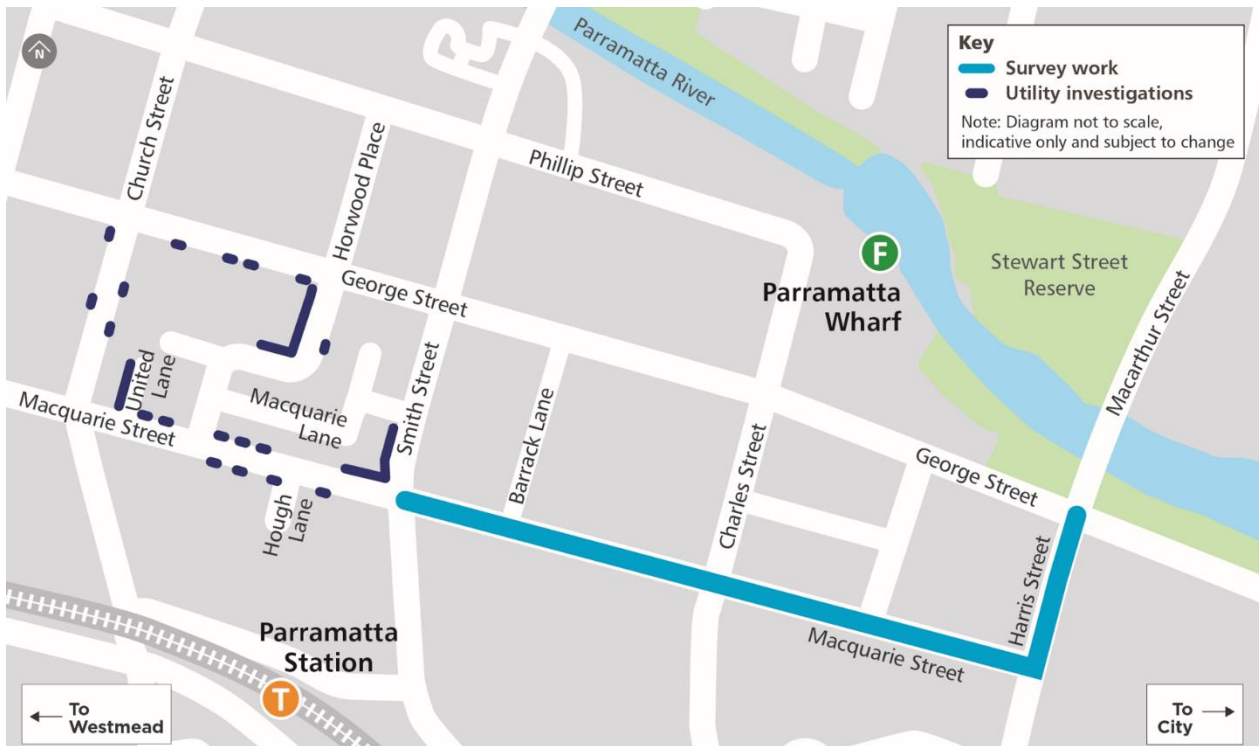 N
Key
Survey work
Utility investigations
Note: Diagram not to scale,
indicative only and subject to change
Parramatta River
Church Street
Horwood Place
Phillip Street
F
Parramatta
Wharf
Stewart Street
Reserve
Macarthur Street
George Street
United
Lane
Macquarie
Lane
Smith Street
Macquarie Street
Barrack Lane
Charles Street
George Street
Hough
Lane
Harris Street
Macquarie Street
Parramatta
Station
T
To
Westmead
To
City